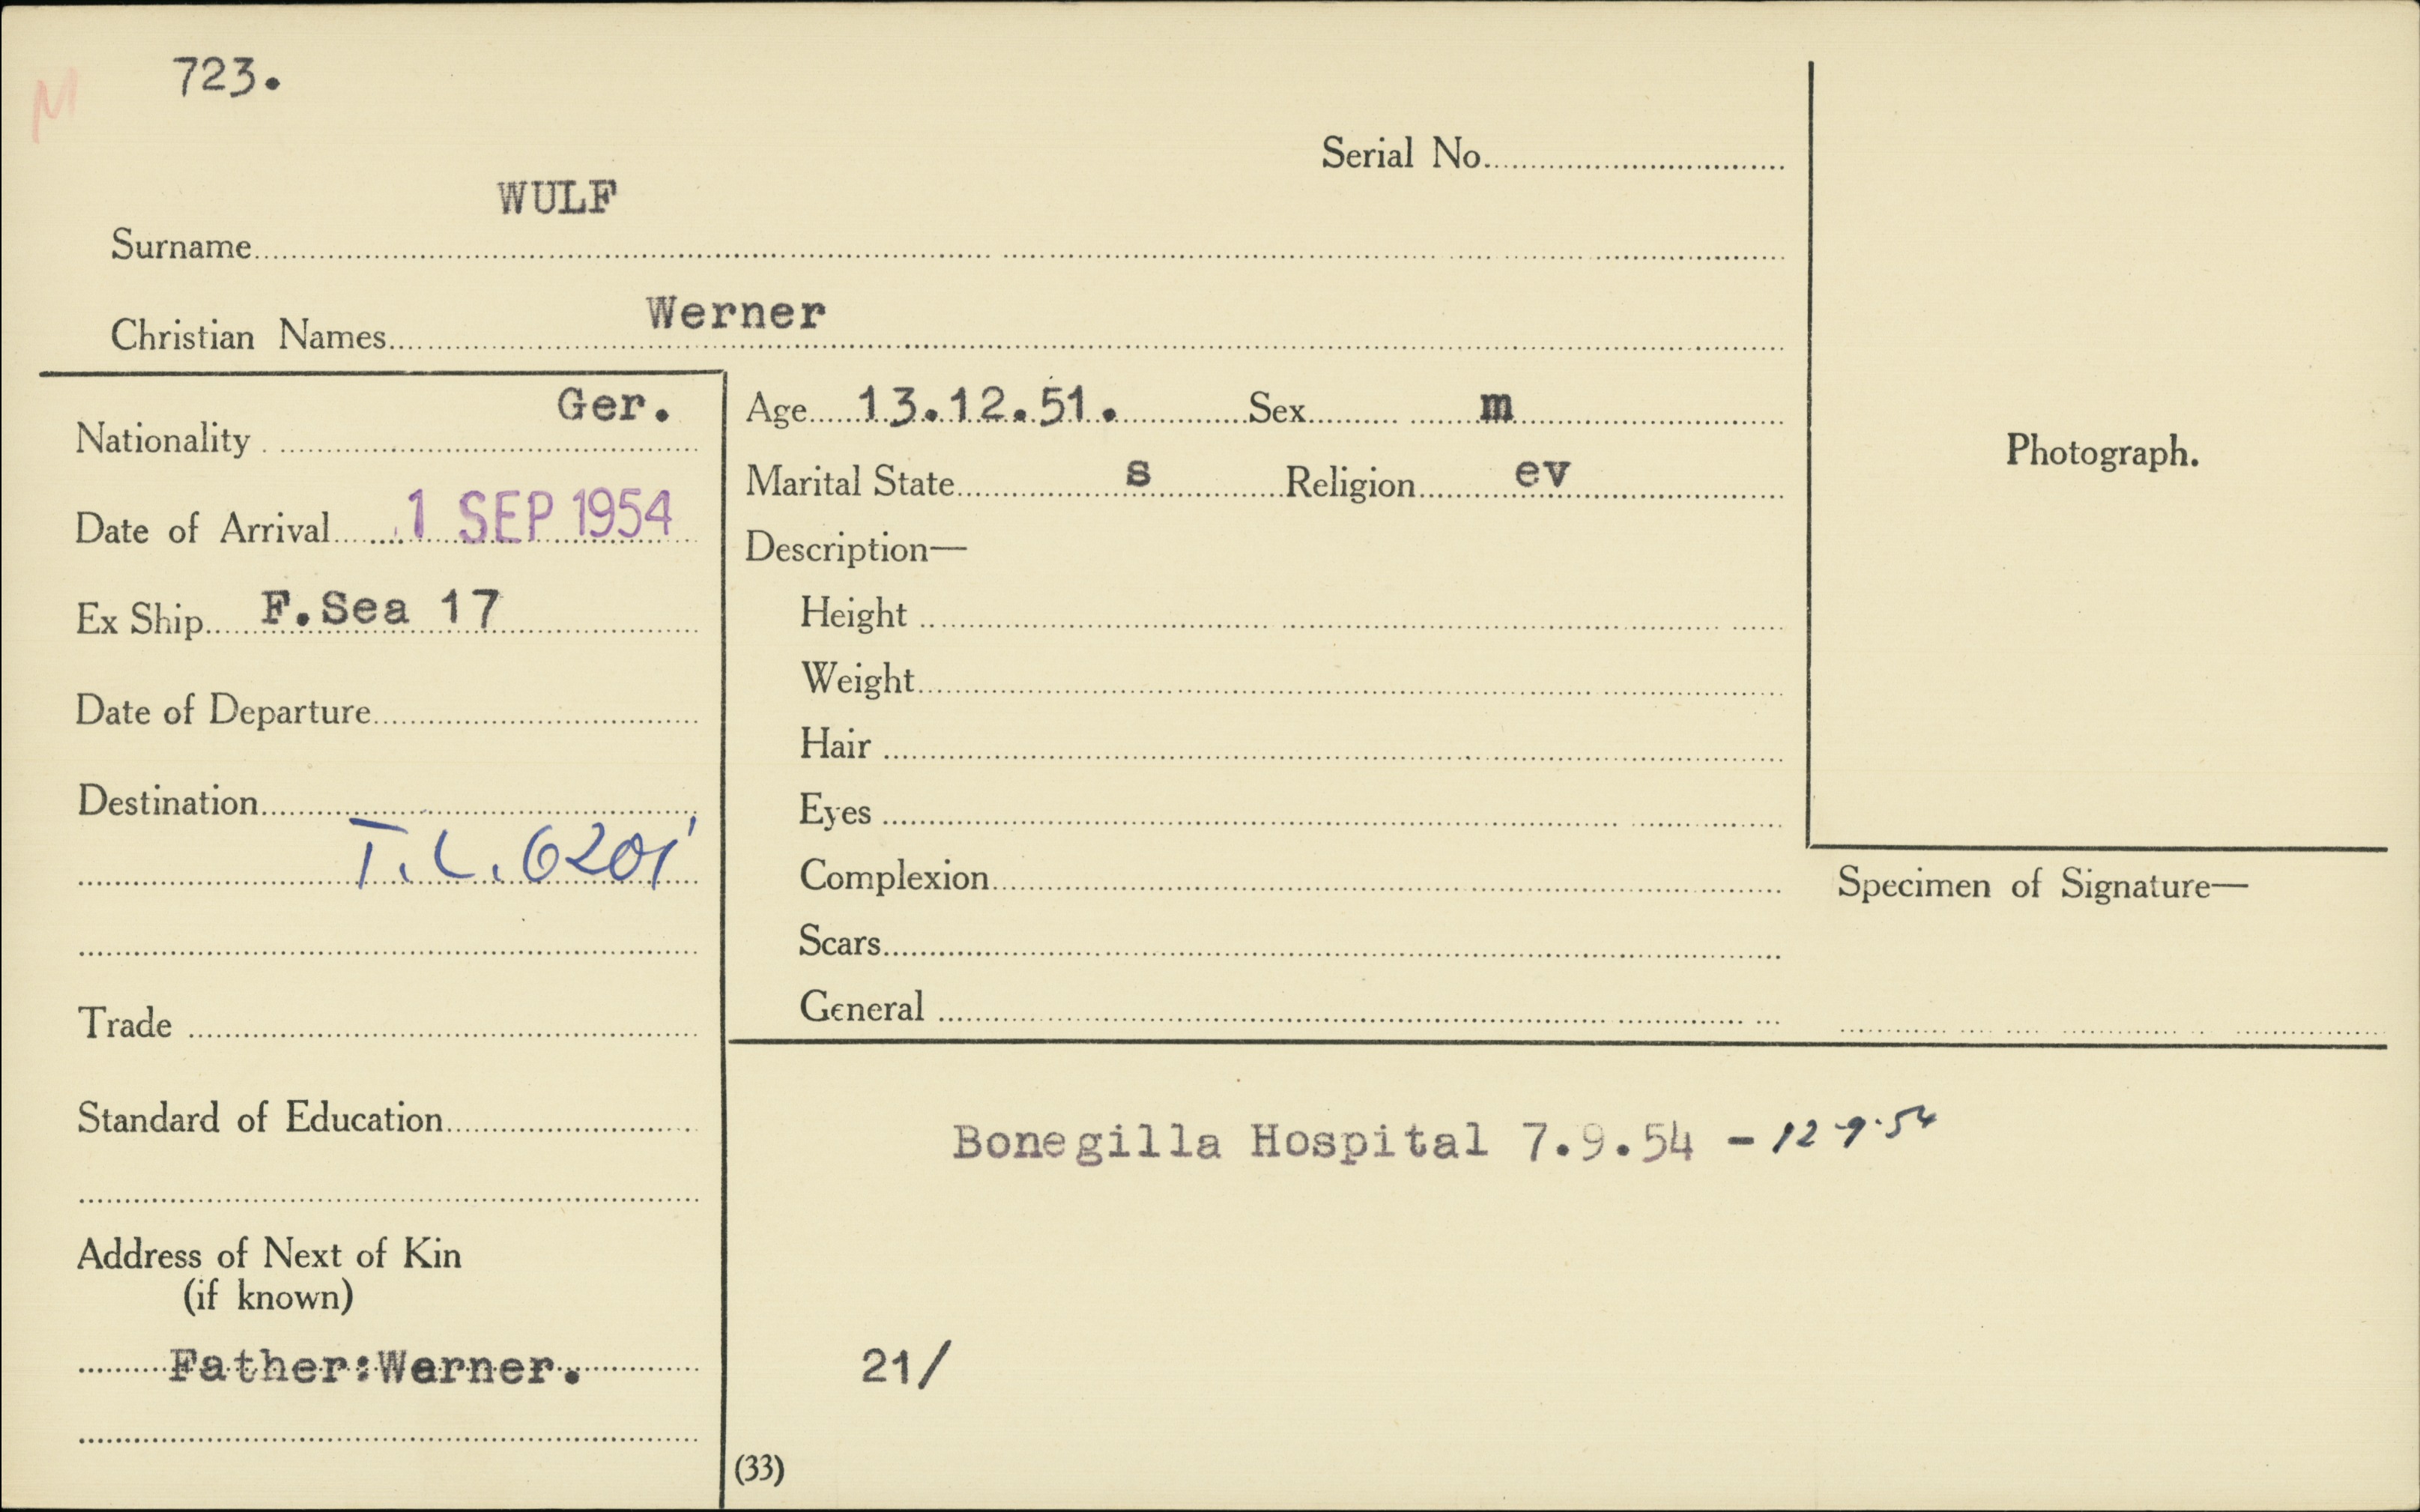 M
723.
Serial No.
WULF
Surname
Werner
Christian Names
Ger.
Nationality
Date of Arrival 1 SEP 1954
Ex Ship F.Sea 17
Date of Departure
Destination
T.L. 6201
Trade
Standard of Education
Address of Next of Kin
(if known)
Father:Werner.
Age 13.12.51. Sex m
Marital State s Religion ev
Description—
Height
Weight
Hair
Eyes
Complexion
Scars
General
Photograph.
Specimen of Signature—
Bonegilla Hospital 7.9.54 - 12.9.54
21/
(33)